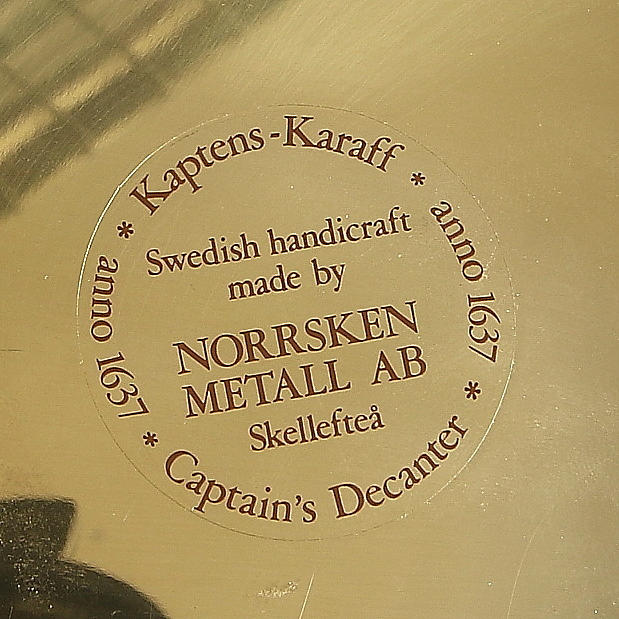 Kaptens-Karaff * anno 1637 * Captain's Decanter * anno 1637 *
Swedish handicraft
made by
NORRSKEN
METALL AB
Skellefteå